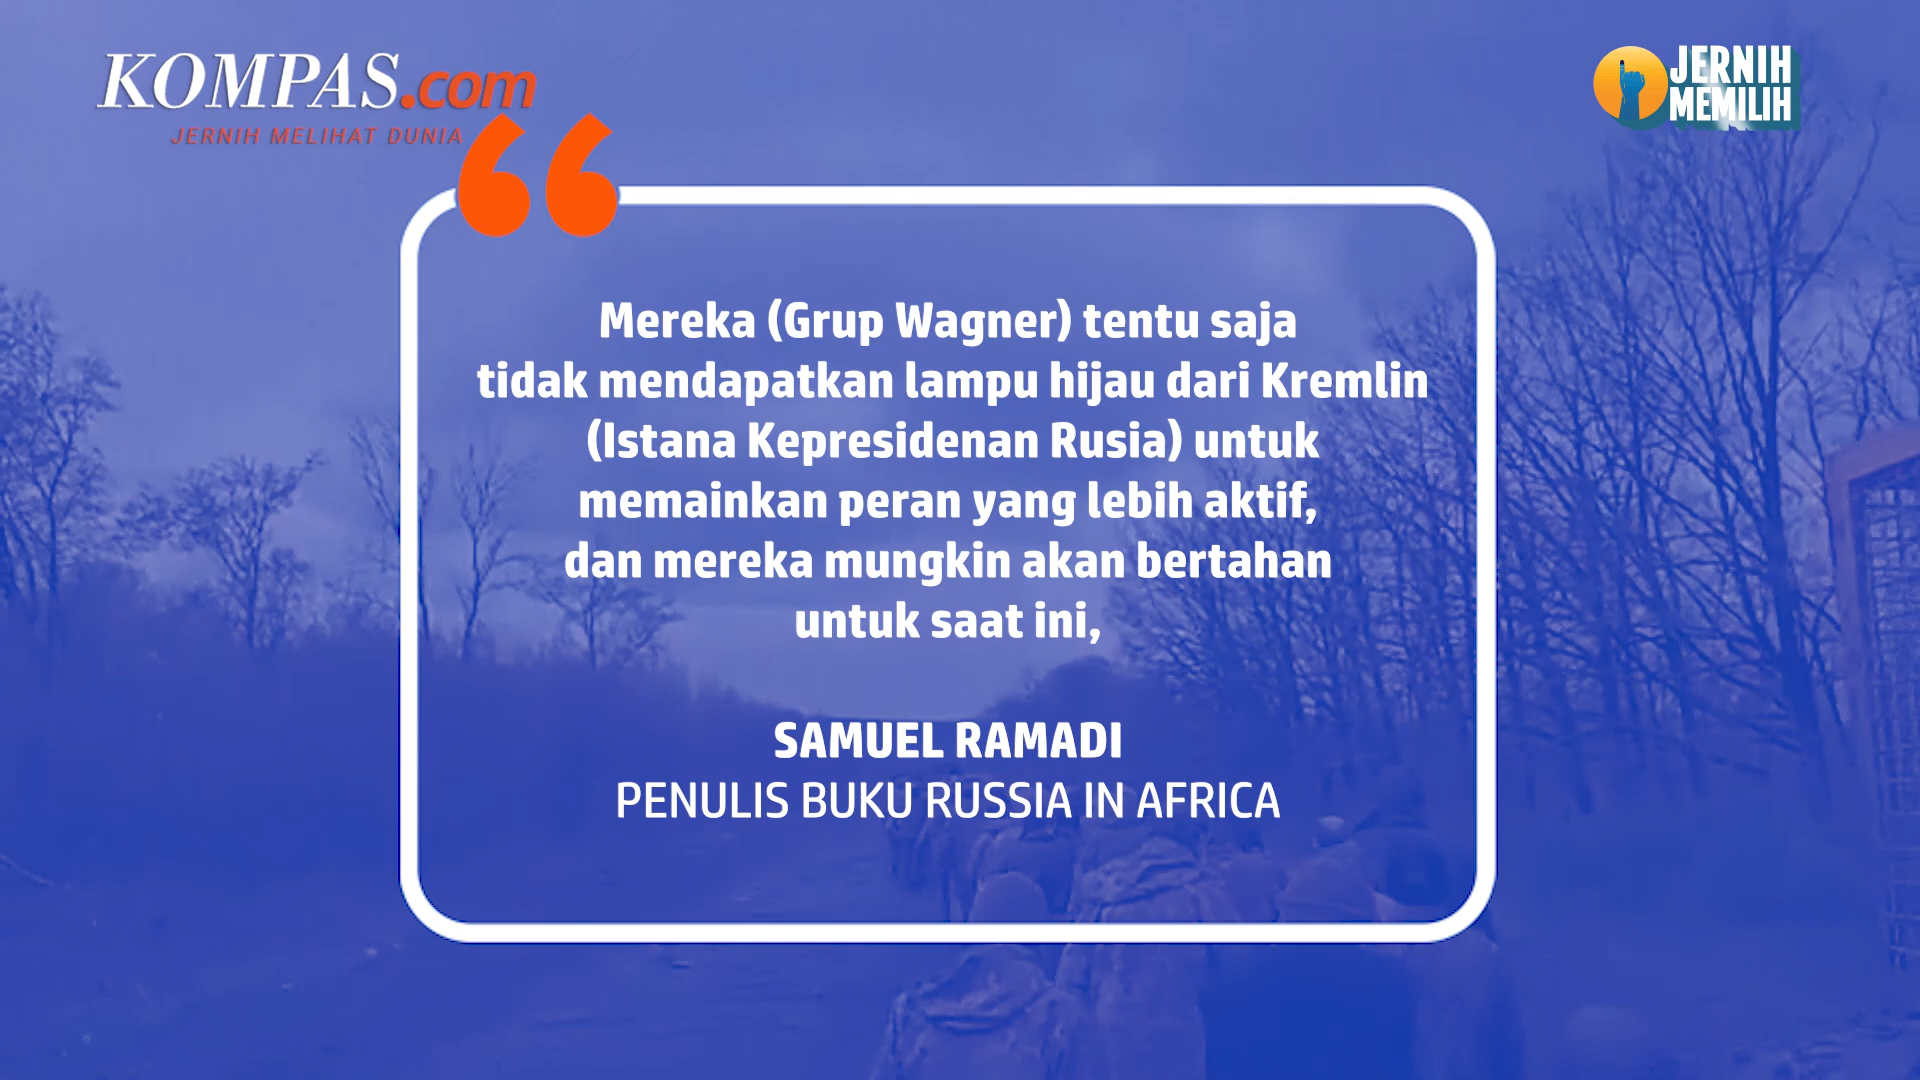 KOMPAS.com
JERNIH MELIHAT DUNIA
JERNIH
MEMILIH
Mereka (Grup Wagner) tentu saja
tidak mendapatkan lampu hijau dari Kremlin
(Istana Kepresidenan Rusia) untuk
memainkan peran yang lebih aktif,
dan mereka mungkin akan bertahan
untuk saat ini,
SAMUEL RAMADI
PENULIS BUKU RUSSIA IN AFRICA